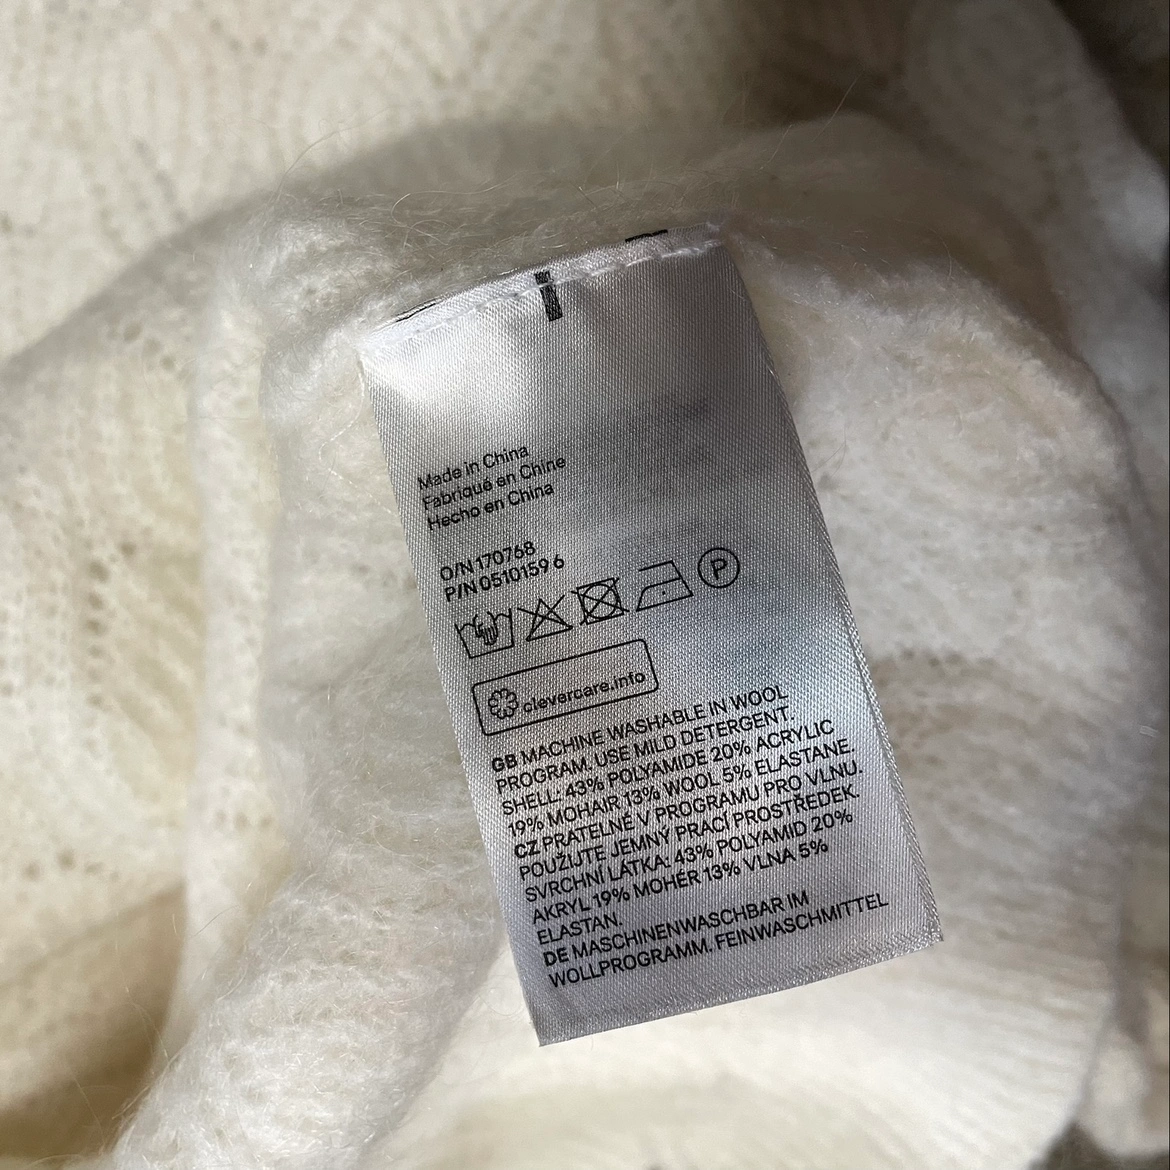 Made in China
Fabriqué en Chine
Hecho en China
O/N 170768
P/N 0510159 6
P
clevercare.info
GB MACHINE WASHABLE IN WOOL
PROGRAM. USE MILD DETERGENT.
SHELL: 43% POLYAMIDE 20% ACRYLIC
19% MOHAIR 13% WOOL 5% ELASTANE.
CZ PRATELNÉ V PROGRAMU PRO VLNU.
POUŽIJTE JEMNÝ PRACÍ PROSTŘEDEK.
SVRCHNÍ LÁTKA: 43% POLYAMID 20%
AKRYL 19% MOHÉR 13% VLNA 5%
ELASTAN.
DE MASCHINENWASCHBAR IM
WOLLPROGRAMM. FEINWASCHMITTEL